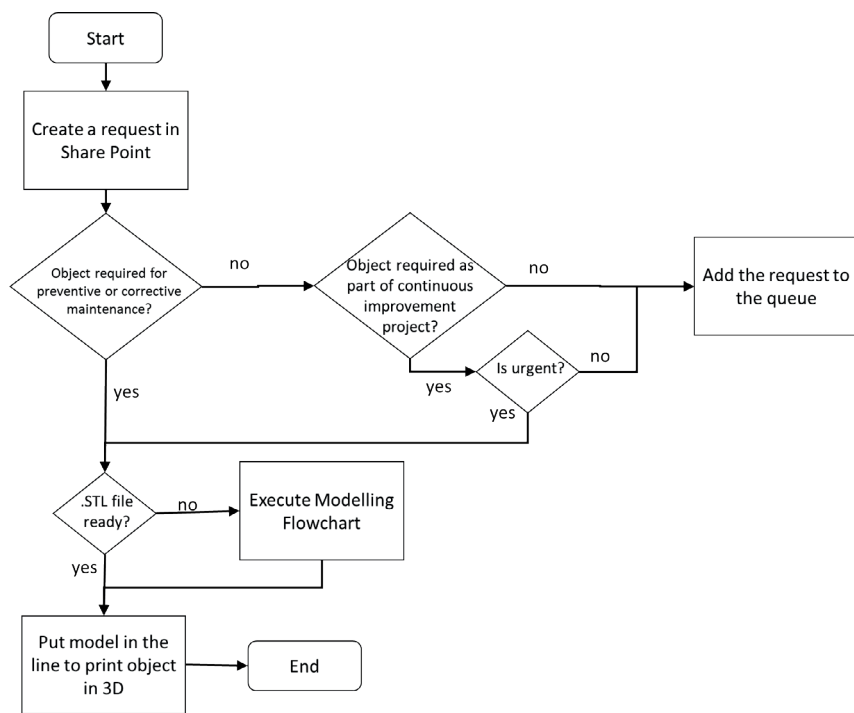 Start
Create a request in
Share Point
Object required for
preventive or corrective
maintenance?
no
Object required as
part of continuous
improvement
project?
no
Add the request to
the queue
yes
Is urgent?
no
yes
yes
.STL file
ready?
no
Execute Modelling
Flowchart
yes
Put model in the
line to print object
in 3D
End